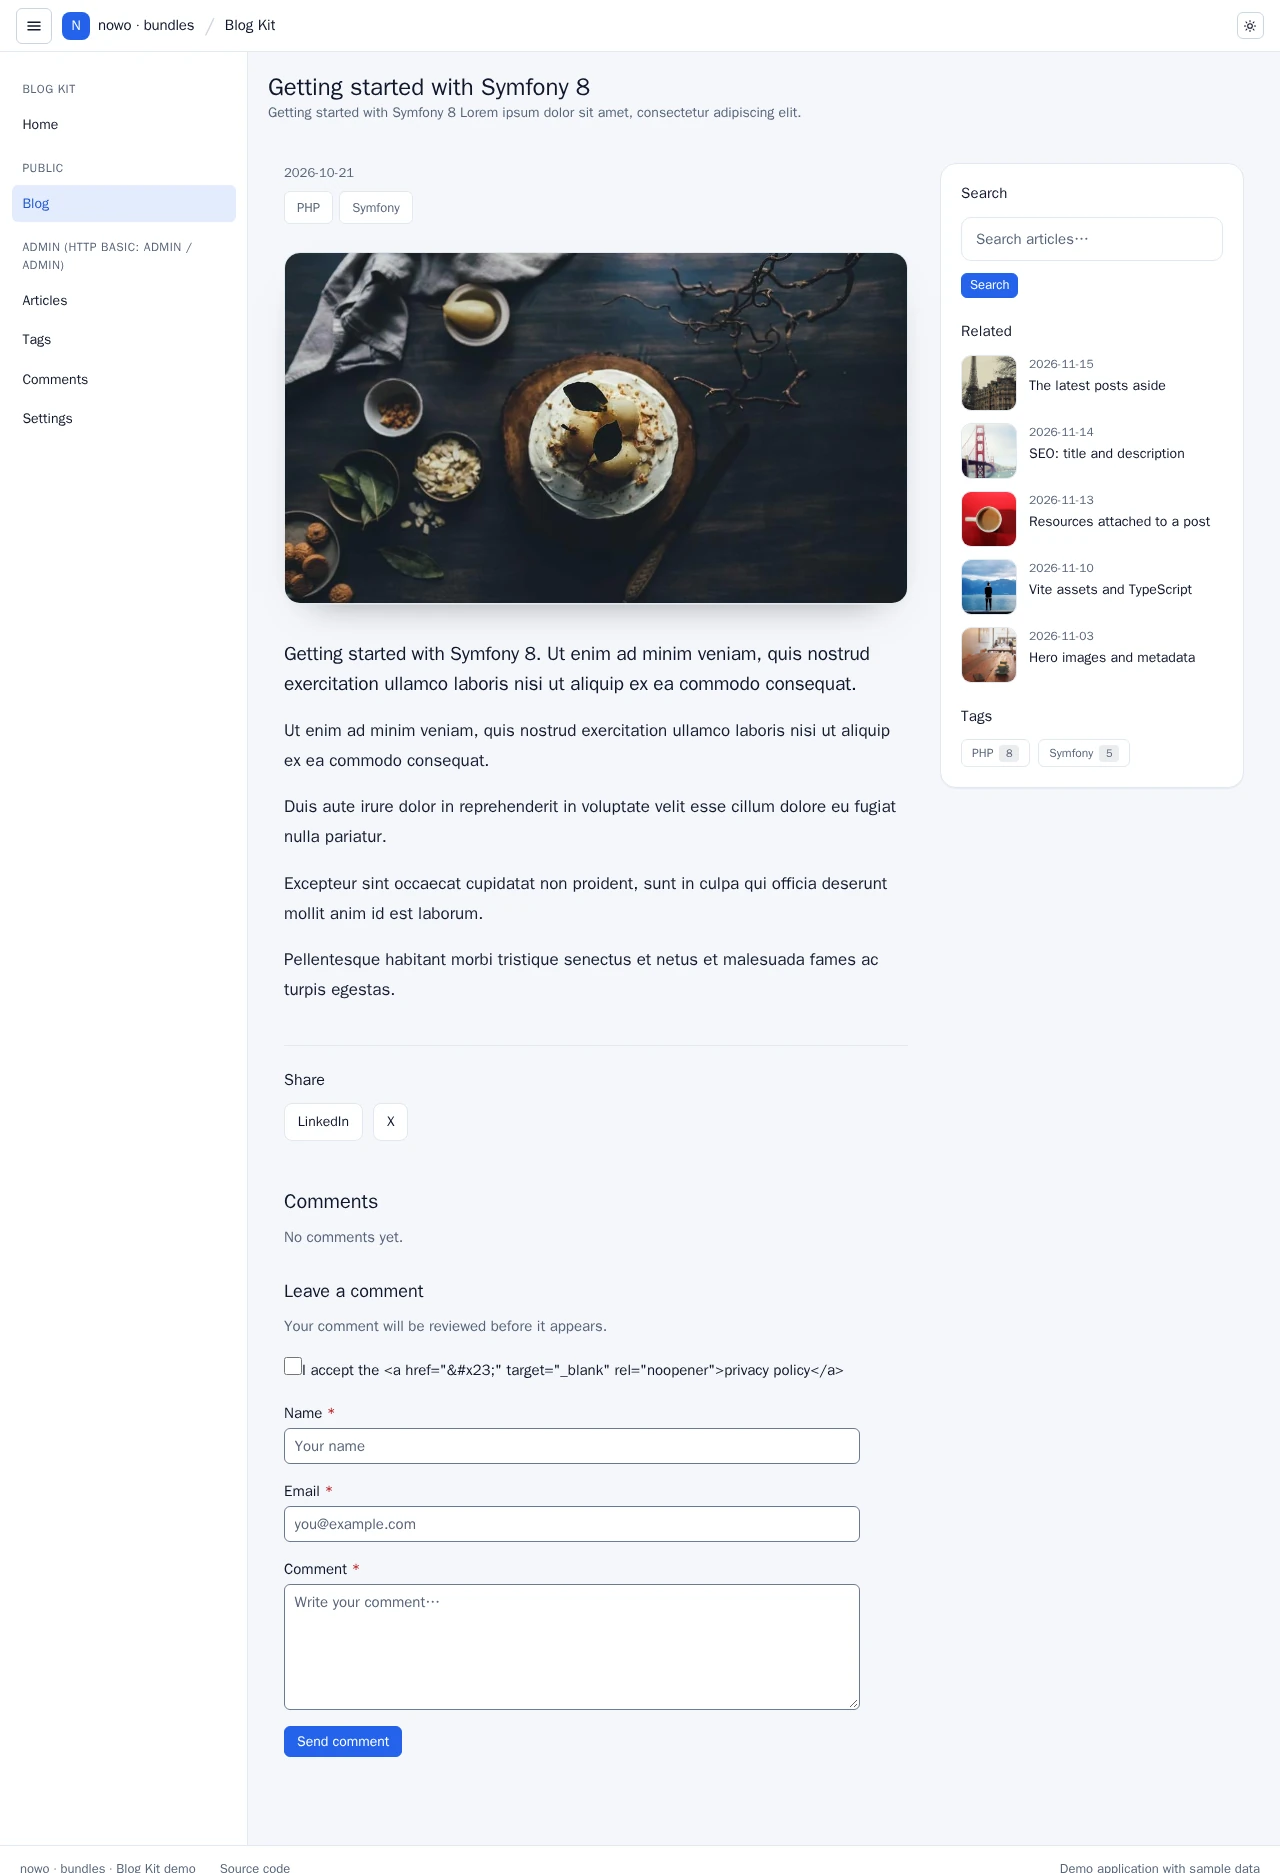 N nowo · bundles / Blog Kit
BLOG KIT
Home
PUBLIC
Blog
ADMIN (HTTP BASIC: ADMIN /
ADMIN)
Articles
Tags
Comments
Settings
Getting started with Symfony 8
Getting started with Symfony 8 Lorem ipsum dolor sit amet, consectetur adipiscing elit.
2026-10-21
PHP Symfony
Getting started with Symfony 8. Ut enim ad minim veniam, quis nostrud
exercitation ullamco laboris nisi ut aliquip ex ea commodo consequat.
Ut enim ad minim veniam, quis nostrud exercitation ullamco laboris nisi ut aliquip
ex ea commodo consequat.
Duis aute irure dolor in reprehenderit in voluptate velit esse cillum dolore eu fugiat
nulla pariatur.
Excepteur sint occaecat cupidatat non proident, sunt in culpa qui officia deserunt
mollit anim id est laborum.
Pellentesque habitant morbi tristique senectus et netus et malesuada fames ac
turpis egestas.
Share
LinkedIn X
Comments
No comments yet.
Leave a comment
Your comment will be reviewed before it appears.
I accept the <a href="&#x23;" target="_blank" rel="noopener">privacy policy</a>
Name *
Your name
Email *
you@example.com
Comment *
Write your comment…
Send comment
Search
Search articles…
Search
Related
2026-11-15
The latest posts aside
2026-11-14
SEO: title and description
2026-11-13
Resources attached to a post
2026-11-10
Vite assets and TypeScript
2026-11-03
Hero images and metadata
Tags
PHP 8 Symfony 5
nowo · bundles · Blog Kit demo Source code Demo application with sample data